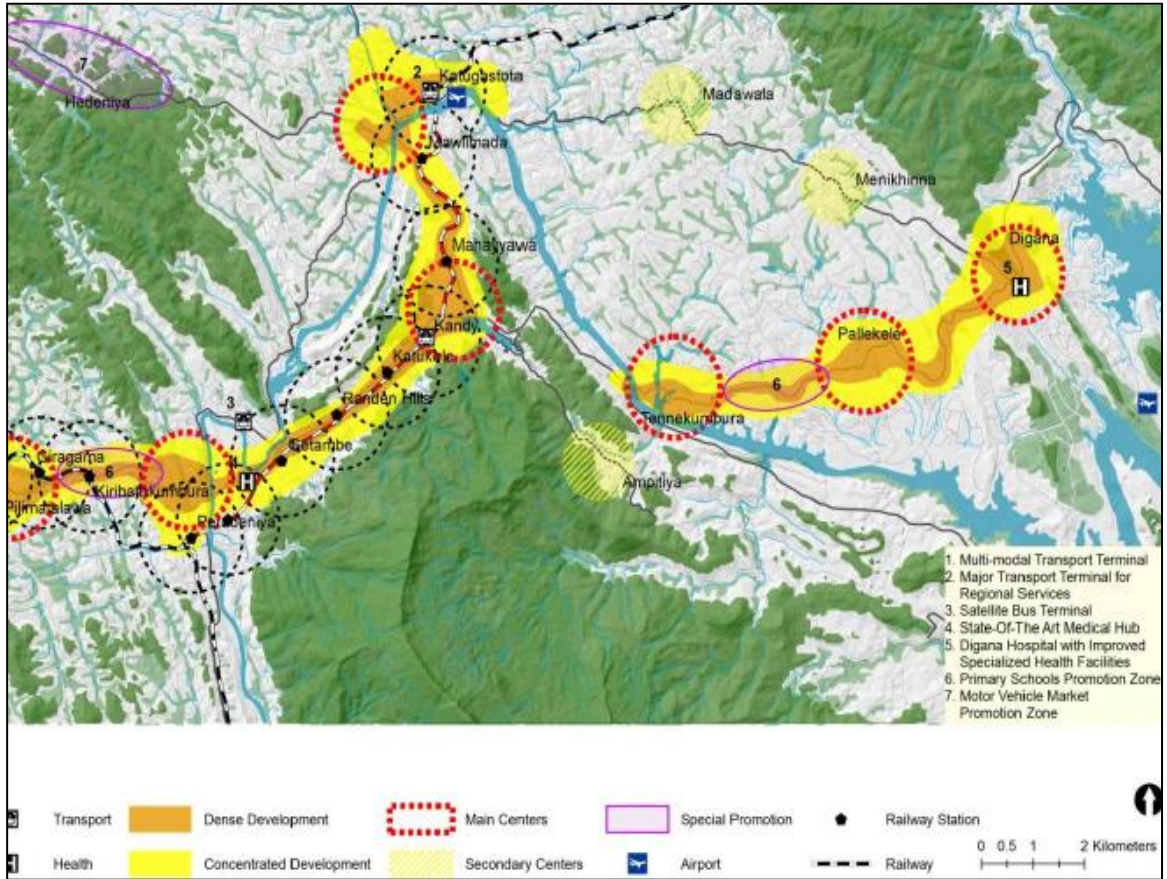 7
Hedeniya
2
Katugastota
Mawilmada
Madawala
Menikhinna
Mahaiyawa
Digana
5
H
Kandy
Pallekele
6
Randen Hills
Tennekumbura
3
Getambe
Ampitiya
Giragama
6
4
H
Kiribathkumbura
Pilimatalawa
Peradeniya
1. Multi-modal Transport Terminal
2. Major Transport Terminal for
Regional Services
3. Satellite Bus Terminal
4. State-Of-The Art Medical Hub
5. Digana Hospital with Improved
Specialized Health Facilities
6. Primary Schools Promotion Zone
7. Motor Vehicle Market
Promotion Zone
Transport
Dense Development
Main Centers
Special Promotion
Railway Station
H
Health
Concentrated Development
Secondary Centers
Airport
Railway
0 0.5 1 2 Kilometers